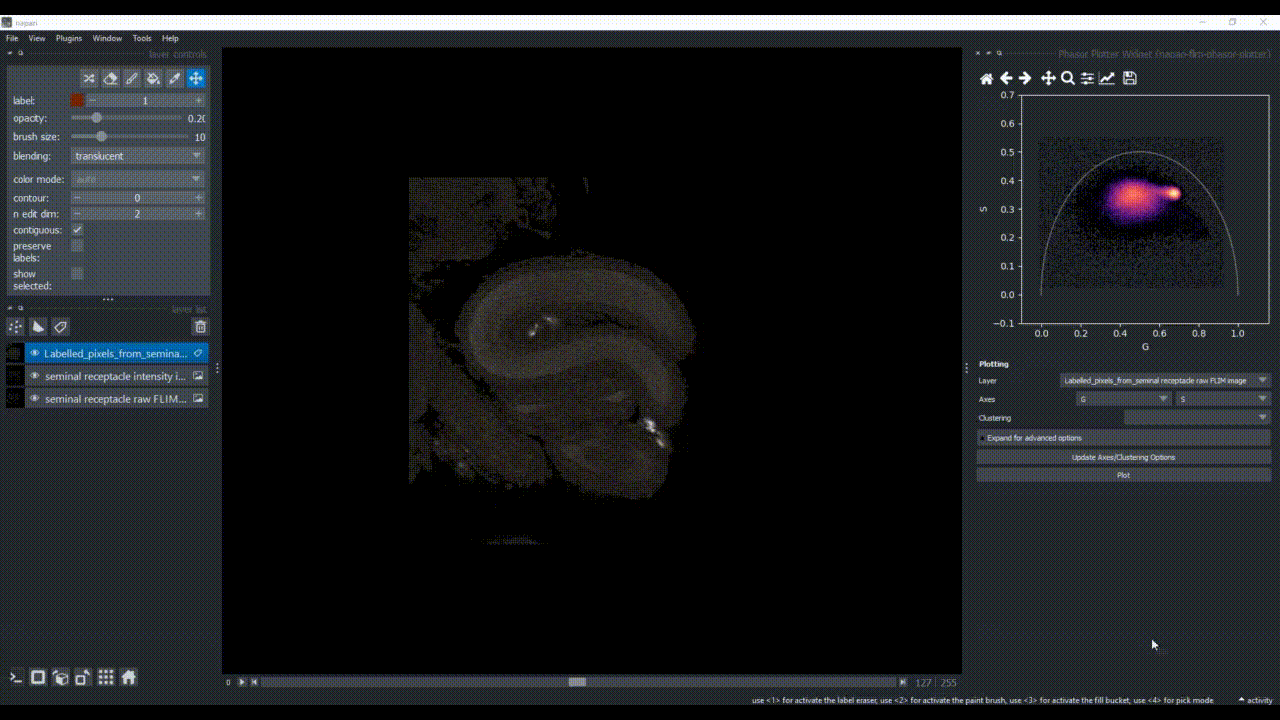 napari
File View Plugins Window Tools Help
layer controls
label: 1
opacity: 0.20
brush size: 10
blending: translucent
color mode: auto
contour: 0
n edit dim: 2
contiguous:
preserve
labels:
show
selected:
layer list
Labelled_pixels_from_semina...
seminal receptacle intensity i...
seminal receptacle raw FLIM...
0 127 255
Phasor Plotter Widget (napari-flim-phasor-plotter)
0.7
0.6
0.5
0.4
0.3
0.2
0.1
0.0
−0.1
S
0.0 0.2 0.4 0.6 0.8 1.0
G
Plotting
Layer Labelled_pixels_from_seminal receptacle raw FLIM image
Axes G S
Clustering
Expand for advanced options
Update Axes/Clustering Options
Plot
use <1> for activate the label eraser, use <2> for activate the paint brush, use <3> for activate the fill bucket, use <4> for pick mode
activity